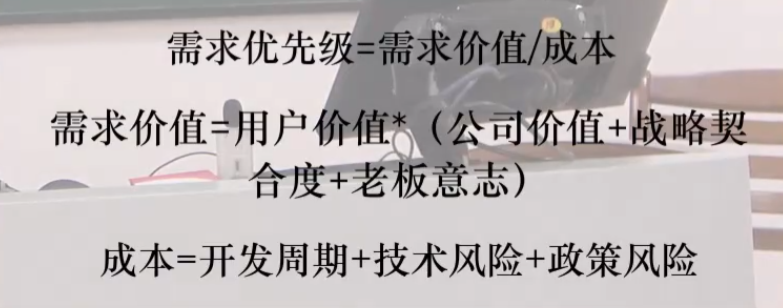 需求优先级=需求价值/成本
需求价值=用户价值*（公司价值+战略契
合度+老板意志）
成本=开发周期+技术风险+政策风险